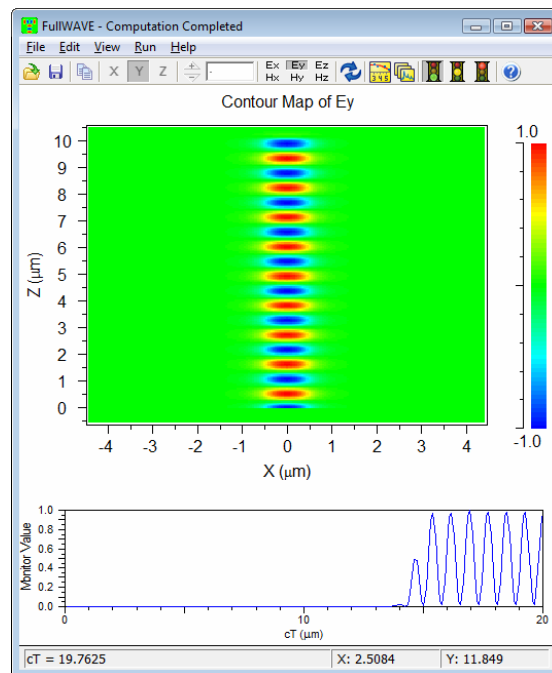 FullWAVE - Computation Completed
File Edit View Run Help
X Y Z - Ex Ey Ez
Hx Hy Hz
3 4 5
Contour Map of Ey
10
9
8
7
6
5
4
3
2
1
0
Z (μm)
-4 -3 -2 -1 0 1 2 3 4
X (μm)
1.0
-1.0
1.0
0.8
0.6
0.4
0.2
0.0
Monitor Value
0 10 20
cT (μm)
cT = 19.7625 X: 2.5084 Y: 11.849